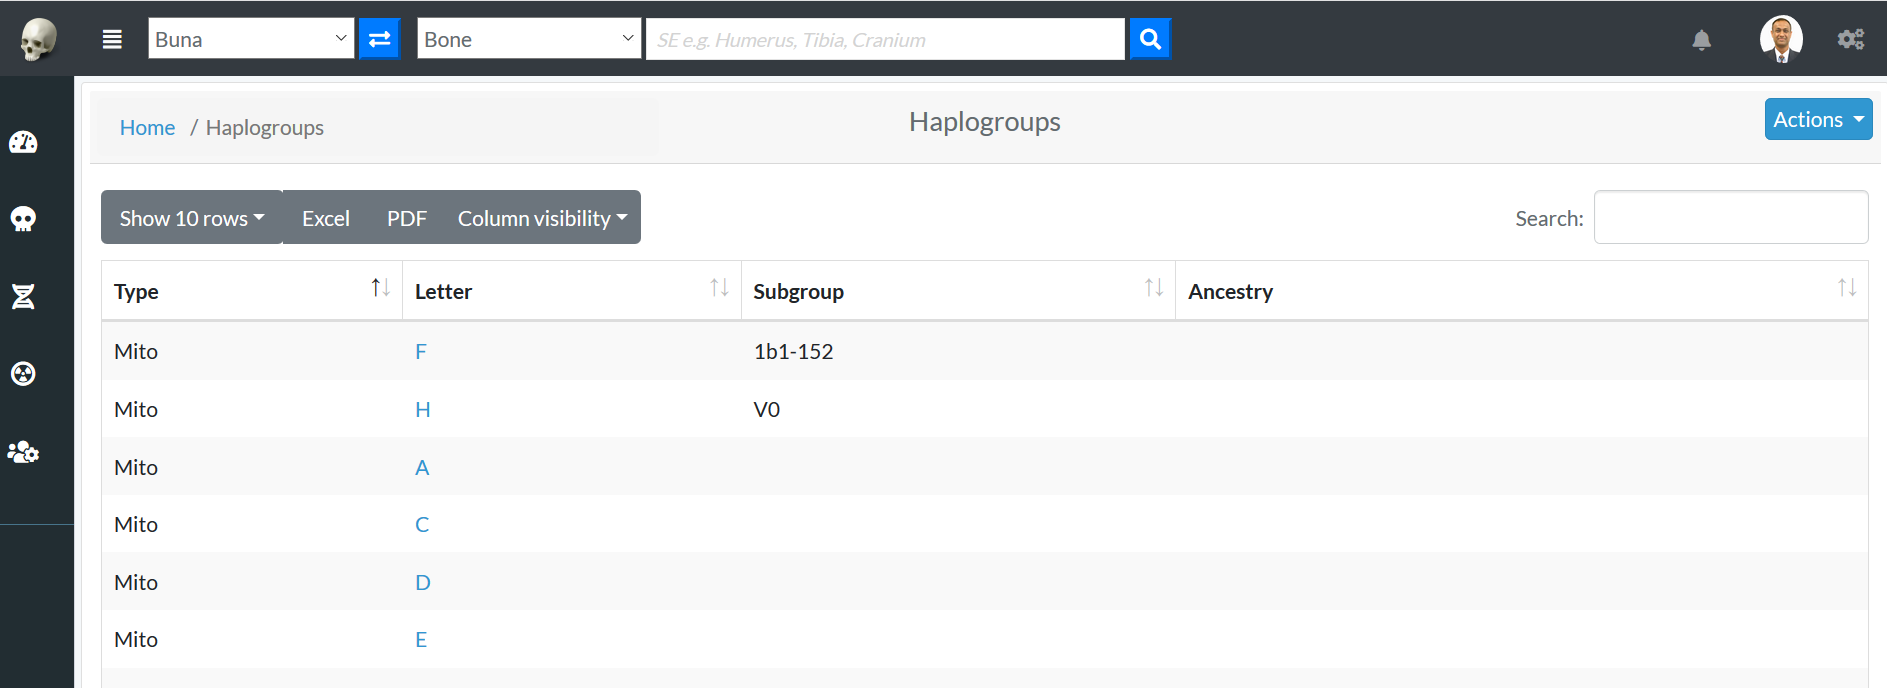 Buna Bone SE e.g. Humerus, Tibia, Cranium
Home / Haplogroups Haplogroups Actions
Show 10 rows Excel PDF Column visibility Search:
Type Letter Subgroup Ancestry
Mito F 1b1-152
Mito H V0
Mito A
Mito C
Mito D
Mito E